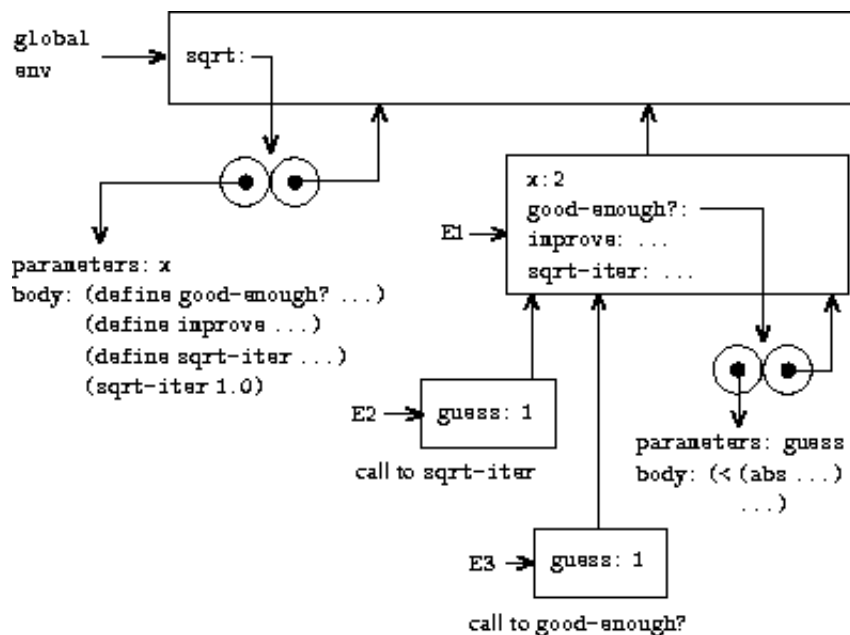 global
env
sqrt:
x:2
good-enough?:
E1
improve: ...
sqrt-iter: ...
parameters: x
body: (define good-enough? ...)
(define improve ...)
(define sqrt-iter ...)
(sqrt-iter 1.0)
E2
guess: 1
call to sqrt-iter
parameters: guess
body: (< (abs ...)
...)
E3
guess: 1
call to good-enough?